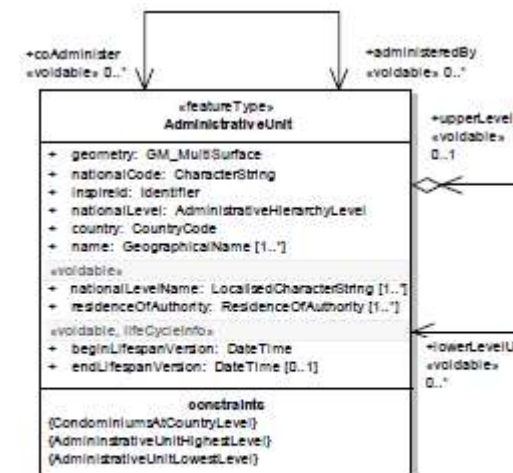 +coAdminister
«voidable» 0..*
+administeredBy
«voidable» 0..*
«featureType»
AdministrativeUnit
+upperLevel
«voidable»
0..1
+ geometry: GM_MultiSurface
+ nationalCode: CharacterString
+ inspireId: Identifier
+ nationalLevel: AdministrativeHierarchyLevel
+ country: CountryCode
+ name: GeographicalName [1..*]
«voidable»
+ nationalLevelName: LocalisedCharacterString [1..*]
+ residenceOfAuthority: ResidenceOfAuthority [1..*]
«voidable, lifeCycleInfo»
+ beginLifespanVersion: DateTime
+ endLifespanVersion: DateTime [0..1]
+lowerLevelU
«voidable»
0..*
constraints
{CondominiumsAtCountryLevel}
{AdmininstrativeUnitHighestLevel}
{AdministrativeUnitLowestLevel}